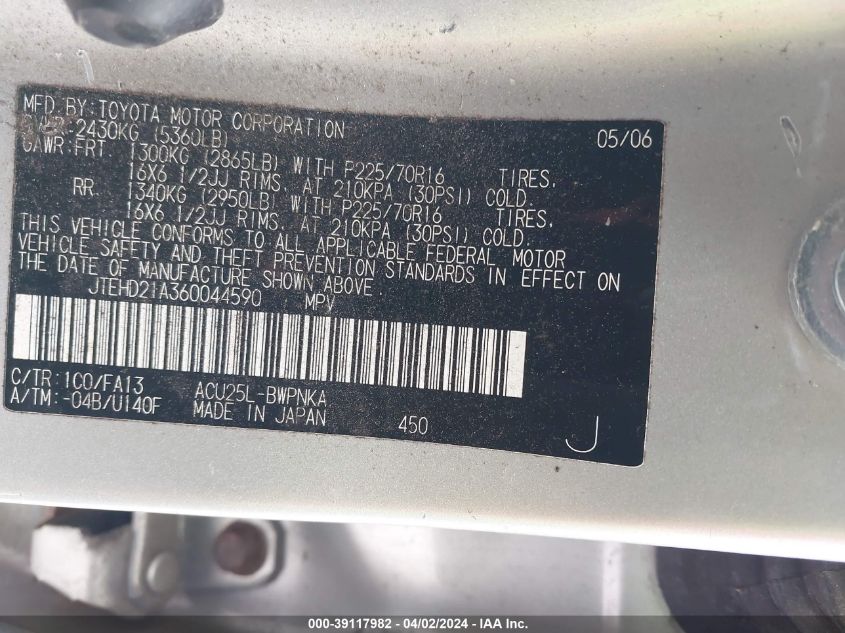 MFD. BY: TOYOTA MOTOR CORPORATION 05/06
GVWR: 2430KG (5360LB)
GAWR: FRT. 1300KG (2865LB) WITH P225/70R16 TIRES,
16X6 1/2JJ RIMS, AT 210KPA (30PSI) COLD.
RR 1340KG (2950LB) WITH P225/70R16 TIRES,
16X6 1/2JJ RIMS, AT 210KPA (30PSI) COLD.
THIS VEHICLE CONFORMS TO ALL APPLICABLE FEDERAL MOTOR
VEHICLE SAFETY AND THEFT PREVENTION STANDARDS IN EFFECT ON
THE DATE OF MANUFACTURE SHOWN ABOVE.
JTEHD21A360044590 MPV
C/TR: 1C0/FA13 ACU25L-BWPNKA
A/TM: -04B/U140F MADE IN JAPAN 450 J
000-39117982 - 04/02/2024 - IAA Inc.